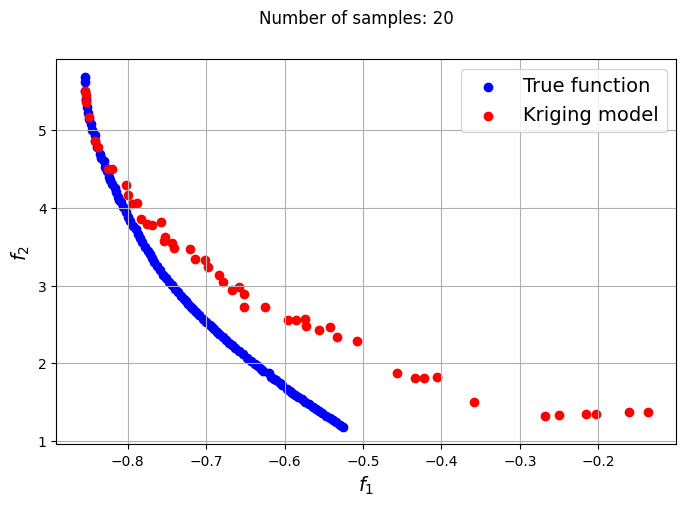 Number of samples: 20
True function
Kriging model
5
4
3
2
1
f₂
−0.8 −0.7 −0.6 −0.5 −0.4 −0.3 −0.2
f₁